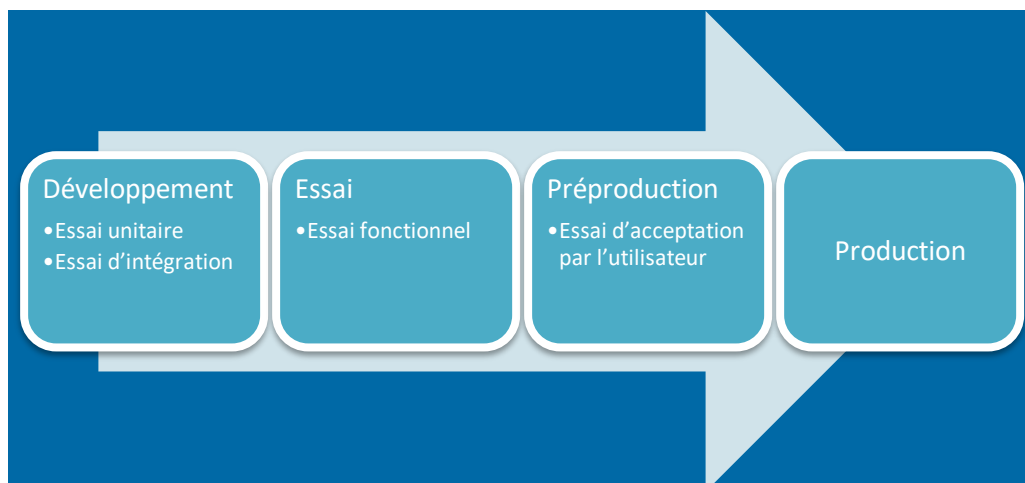 Développement
•Essai unitaire
•Essai d’intégration
Essai
•Essai fonctionnel
Préproduction
•Essai d’acceptation
par l’utilisateur
Production